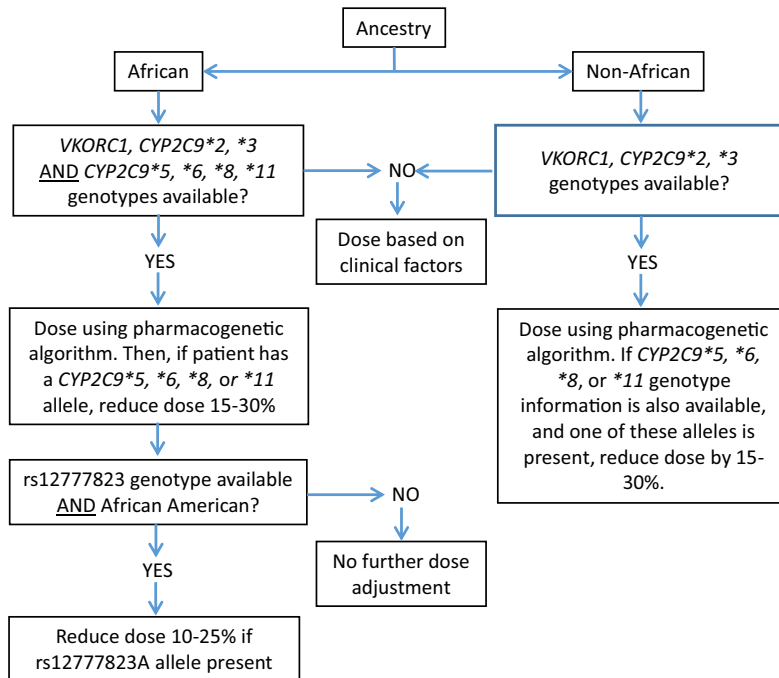 Ancestry
African
Non-African
VKORC1, CYP2C9*2, *3
AND CYP2C9*5, *6, *8, *11
genotypes available?
NO
VKORC1, CYP2C9*2, *3
genotypes available?
Dose based on
clinical factors
YES
YES
Dose using pharmacogenetic
algorithm. Then, if patient has
a CYP2C9*5, *6, *8, or *11
allele, reduce dose 15-30%
Dose using pharmacogenetic
algorithm. If CYP2C9*5, *6,
*8, or *11 genotype
information is also available,
and one of these alleles is
present, reduce dose by 15-
30%.
rs12777823 genotype available
AND African American?
NO
No further dose
adjustment
YES
Reduce dose 10-25% if
rs12777823A allele present